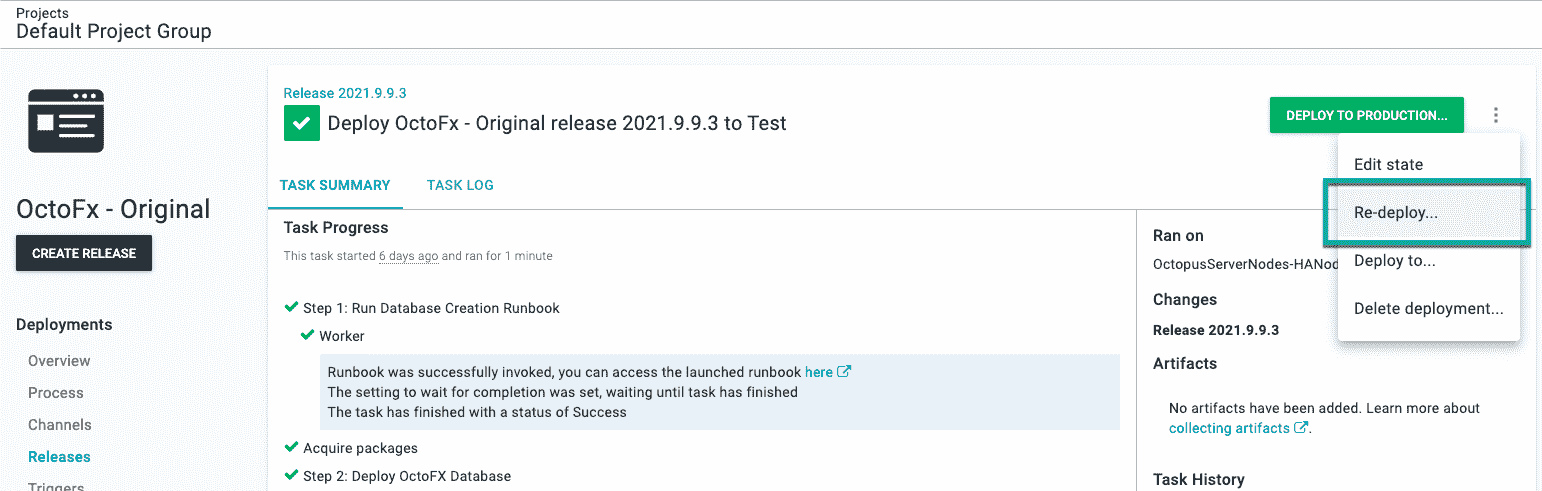 Projects
Default Project Group
OctoFx - Original
CREATE RELEASE
Deployments
Overview
Process
Channels
Releases
Triggers
Release 2021.9.9.3
Deploy OctoFx - Original release 2021.9.9.3 to Test
DEPLOY TO PRODUCTION...
Edit state
Re-deploy...
Deploy to...
Delete deployment...
TASK SUMMARY
TASK LOG
Task Progress
This task started 6 days ago and ran for 1 minute
Step 1: Run Database Creation Runbook
Worker
Runbook was successfully invoked, you can access the launched runbook here
The setting to wait for completion was set, waiting until task has finished
The task has finished with a status of Success
Acquire packages
Step 2: Deploy OctoFX Database
Ran on
OctopusServerNodes-HANod
Changes
Release 2021.9.9.3
Artifacts
No artifacts have been added. Learn more about
collecting artifacts.
Task History